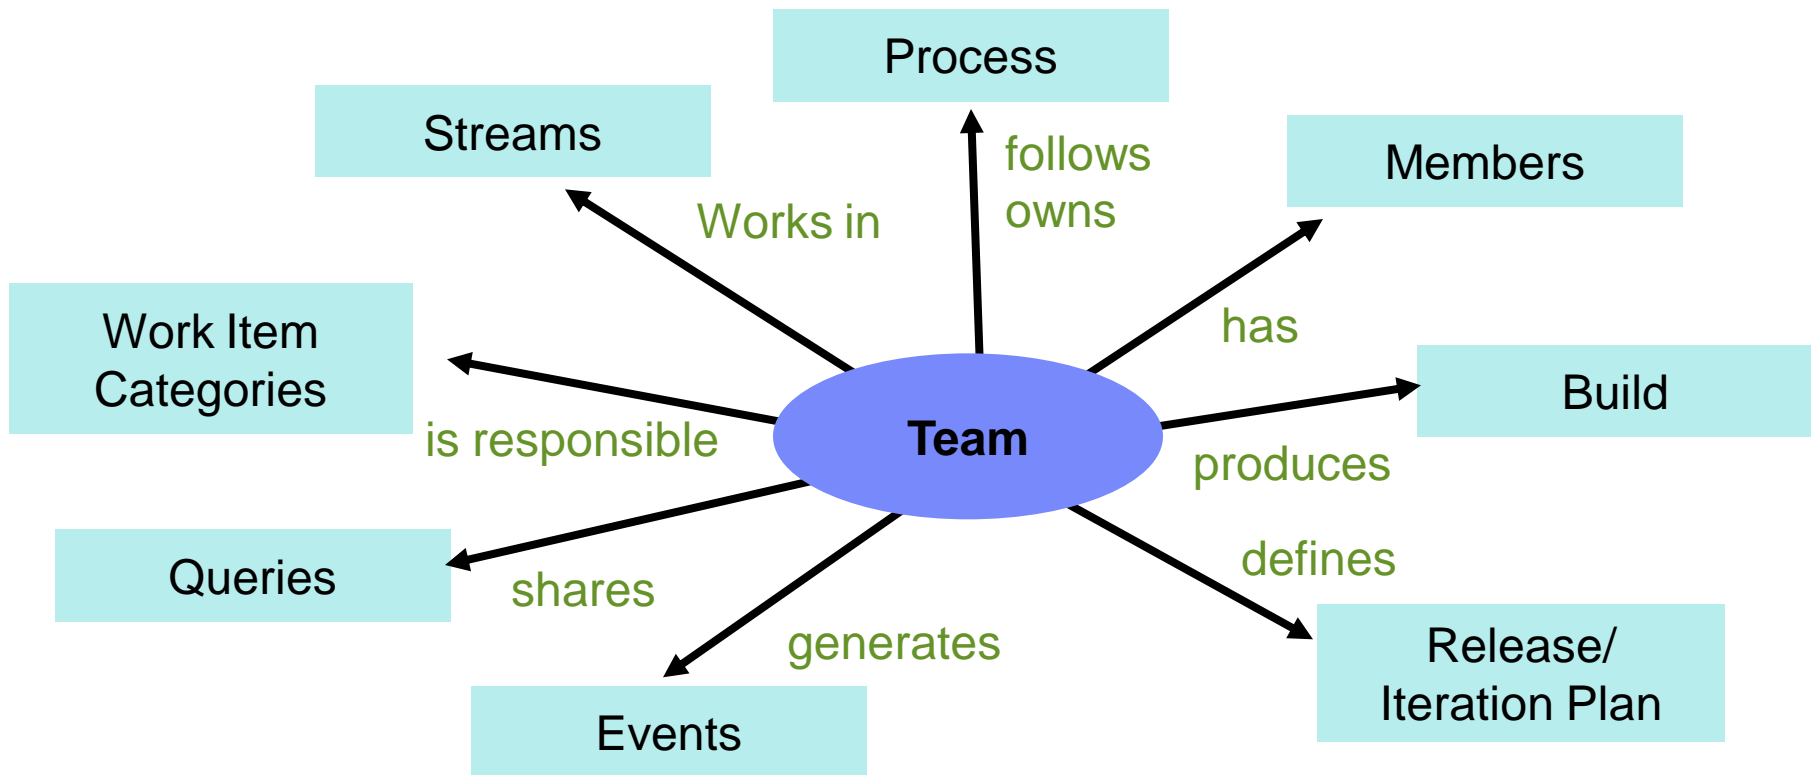 Process
Streams
follows
Members
owns
Works in
has
Work Item
Categories
Build
is responsible
Team
produces
defines
Queries
shares
generates
Release/
Iteration Plan
Events